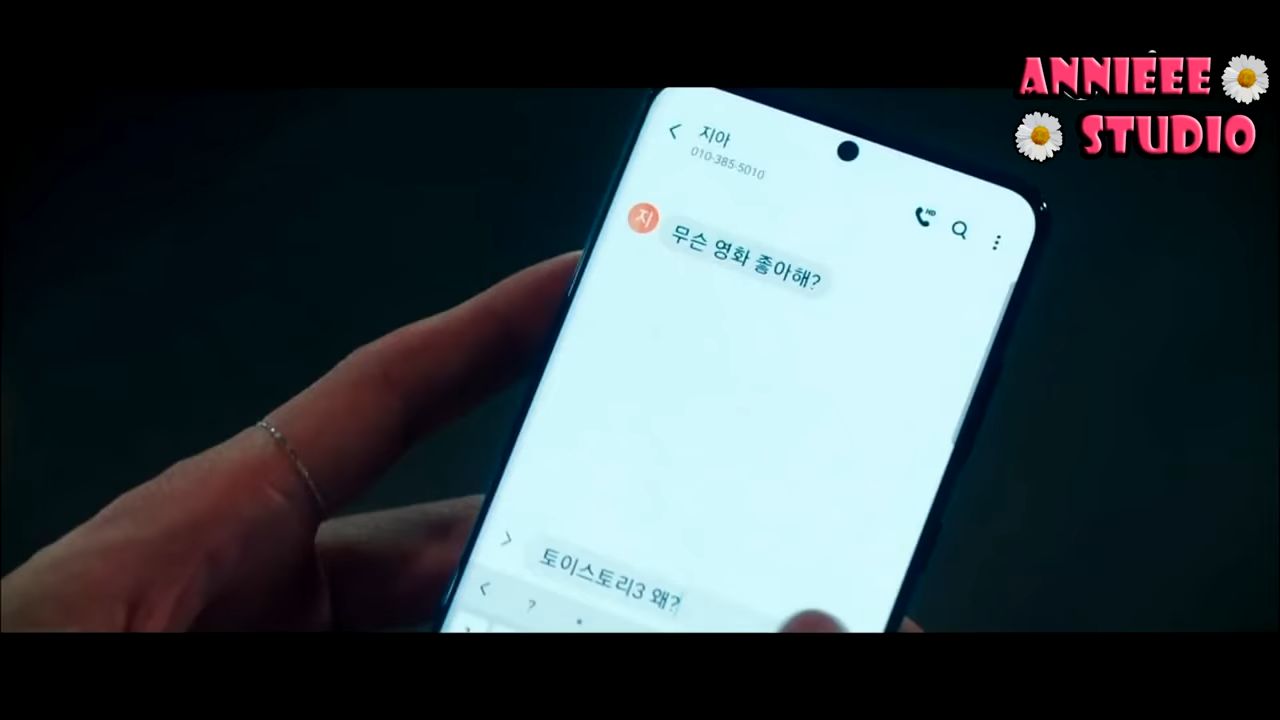 ANNIEEE
STUDIO
지아
010-385-5010
지
무슨 영화 좋아해?
토이스토리3 왜?